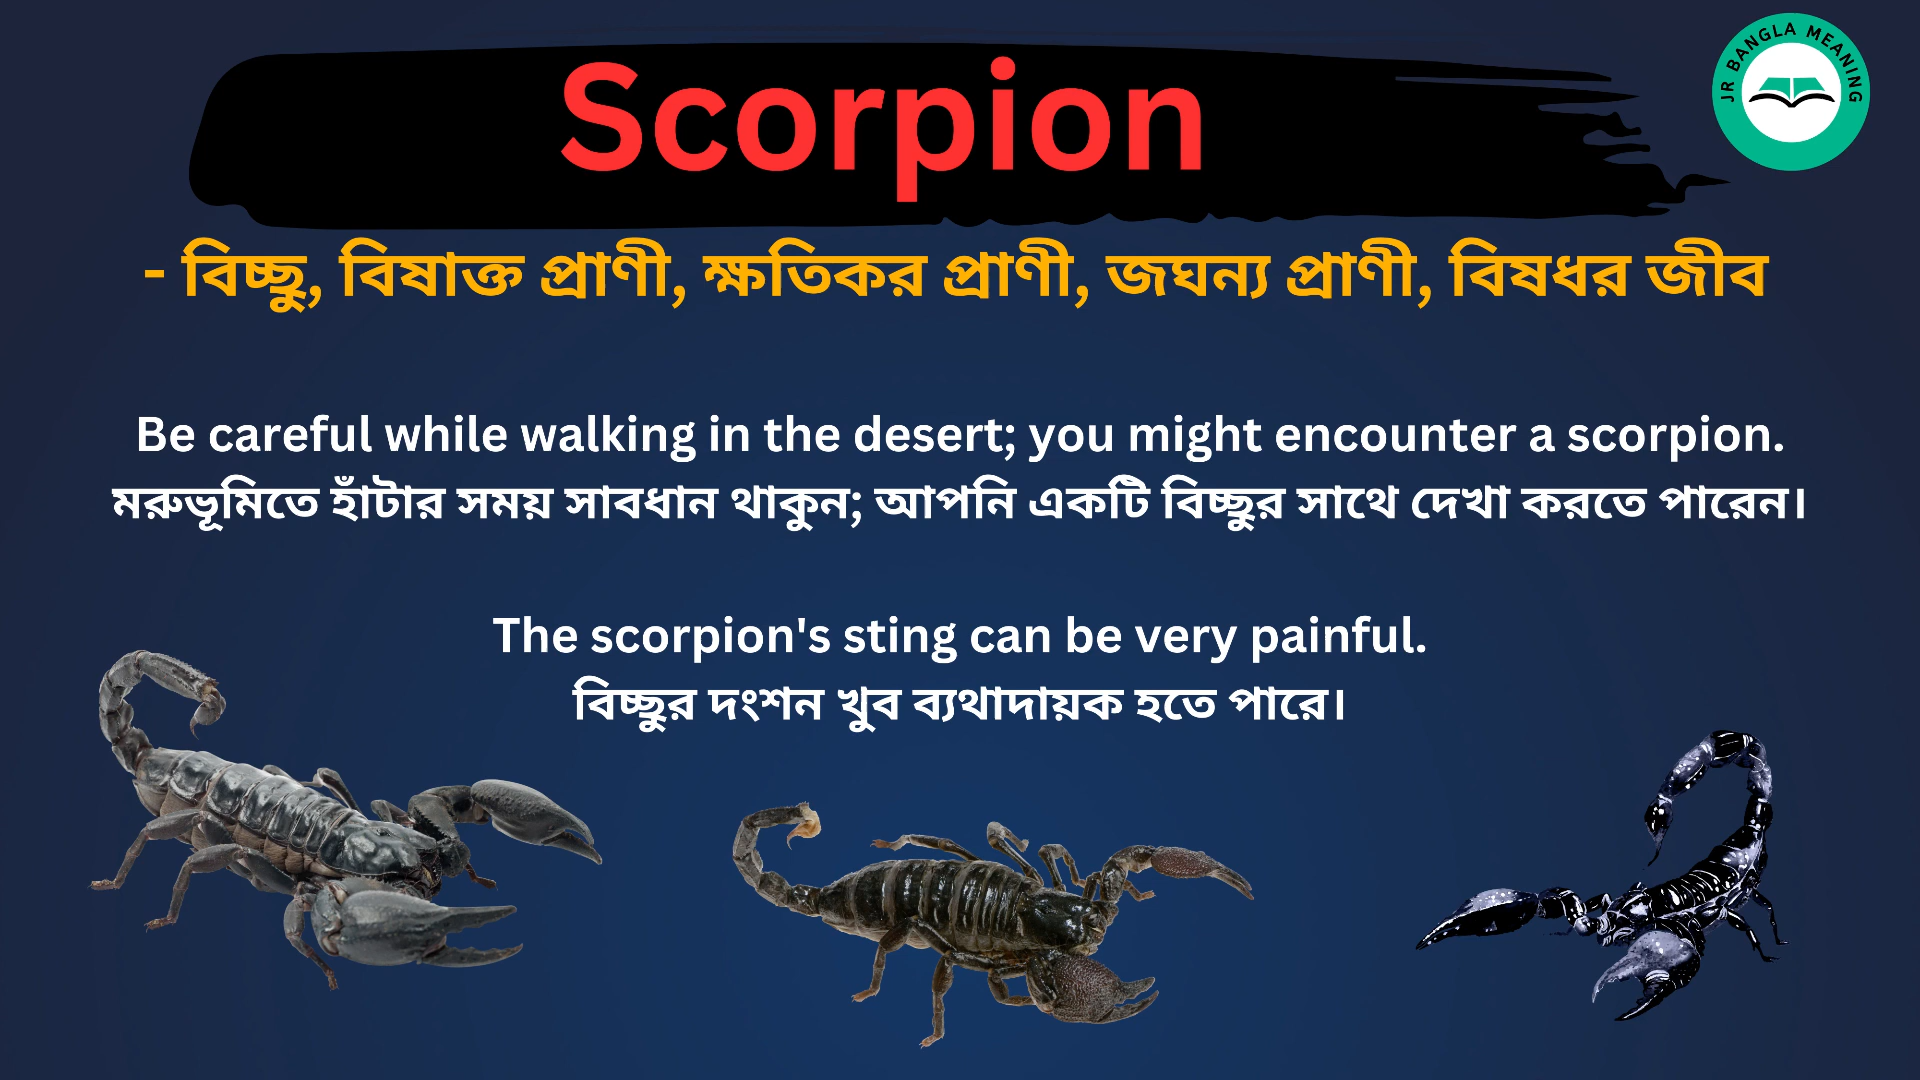 Scorpion
JR BANGLA MEANING
- বিচ্ছু, বিষাক্ত প্রাণী, ক্ষতিকর প্রাণী, জঘন্য প্রাণী, বিষধর জীব
Be careful while walking in the desert; you might encounter a scorpion.
মরুভূমিতে হাঁটার সময় সাবধান থাকুন; আপনি একটি বিচ্ছুর সাথে দেখা করতে পারেন।
The scorpion's sting can be very painful.
বিচ্ছুর দংশন খুব ব্যথাদায়ক হতে পারে।